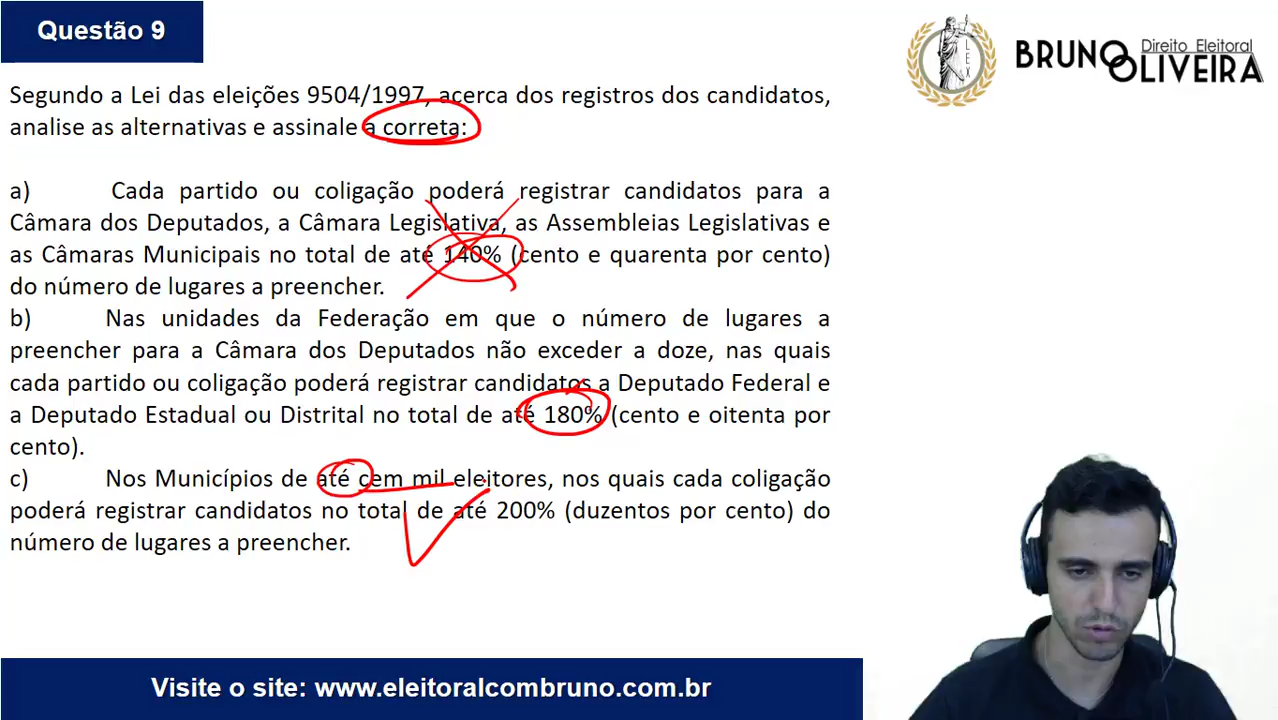 Questão 9
LEX
BRUNO Direito Eleitoral
OLIVEIRA
Segundo a Lei das eleições 9504/1997, acerca dos registros dos candidatos,
analise as alternativas e assinale a correta:
a) Cada partido ou coligação poderá registrar candidatos para a
Câmara dos Deputados, a Câmara Legislativa, as Assembleias Legislativas e
as Câmaras Municipais no total de até 140% (cento e quarenta por cento)
do número de lugares a preencher.
b) Nas unidades da Federação em que o número de lugares a
preencher para a Câmara dos Deputados não exceder a doze, nas quais
cada partido ou coligação poderá registrar candidatos a Deputado Federal e
a Deputado Estadual ou Distrital no total de até 180% (cento e oitenta por
cento).
c) Nos Municípios de até cem mil eleitores, nos quais cada coligação
poderá registrar candidatos no total de até 200% (duzentos por cento) do
número de lugares a preencher.
Visite o site: www.eleitoralcombruno.com.br